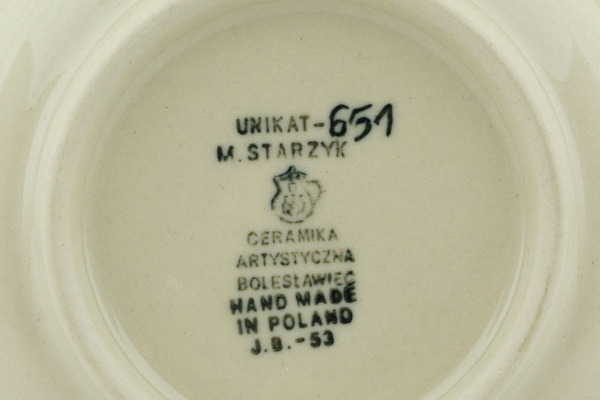 UNIKAT-651
M. STARZYK
CERAMIKA
ARTYSTYCZNA
BOLESŁAWIEC
HAND MADE
IN POLAND
J.B.-53